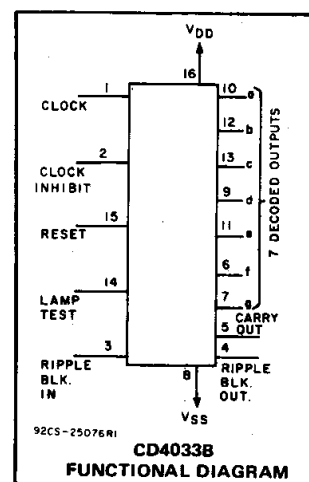 VDD
16
1
CLOCK
2
CLOCK
INHIBIT
15
RESET
14
LAMP
TEST
3
RIPPLE
BLK.
IN
10 a
12 b
13 c
9 d
11 e
6 f
7 g
7 DECODED OUTPUTS
CARRY
OUT
5
4
RIPPLE
BLK.
OUT.
8
VSS
92CS-25076RI
CD4033B
FUNCTIONAL DIAGRAM